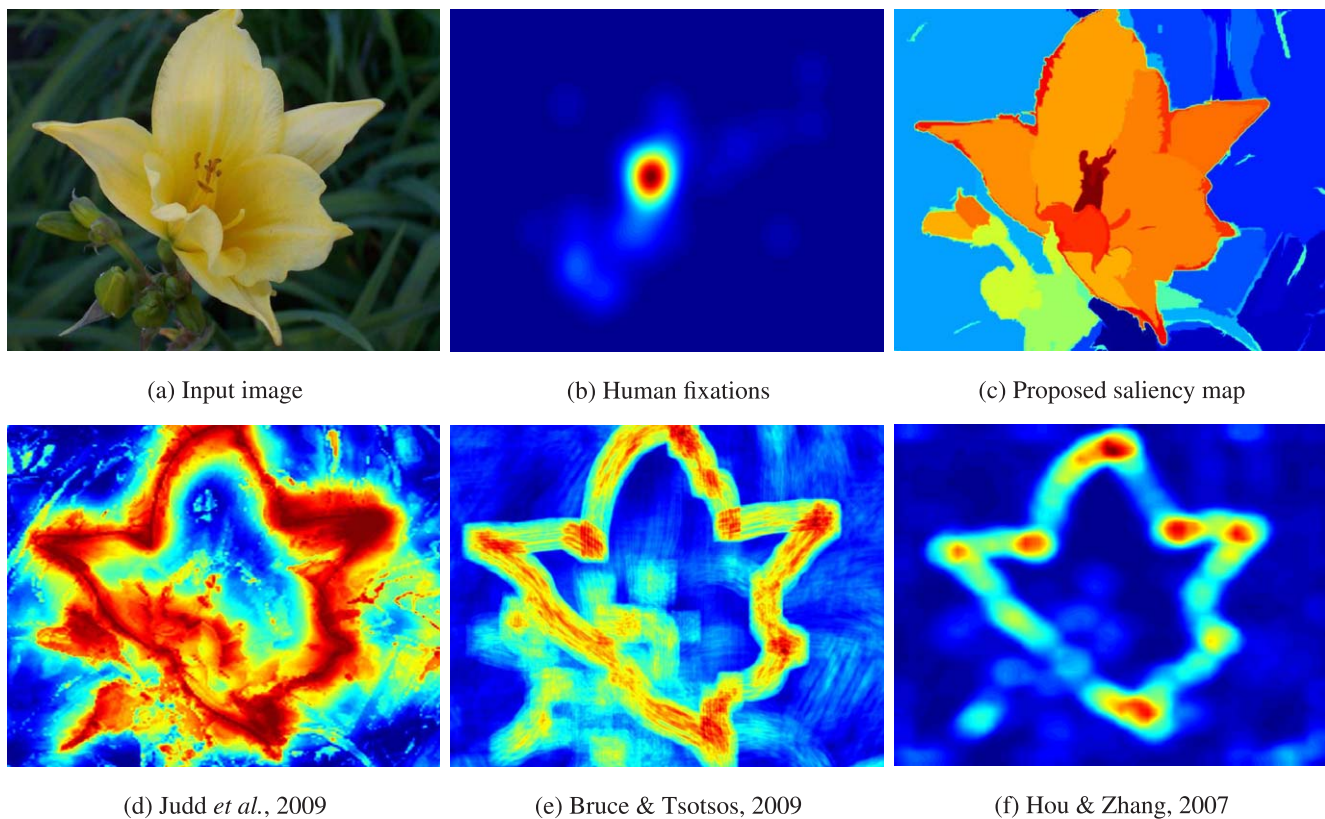 (a) Input image
(b) Human fixations
(c) Proposed saliency map
(d) Judd et al., 2009
(e) Bruce & Tsotsos, 2009
(f) Hou & Zhang, 2007